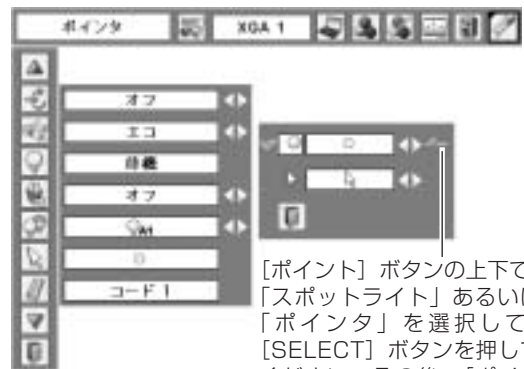 ポインタ
XGA 1
オフ
エコ
待機
オフ
コード 1
[ポイント]ボタンの上下で
「スポットライト」あるいは
「ポインタ」を選択して
[SELECT]ボタンを押して